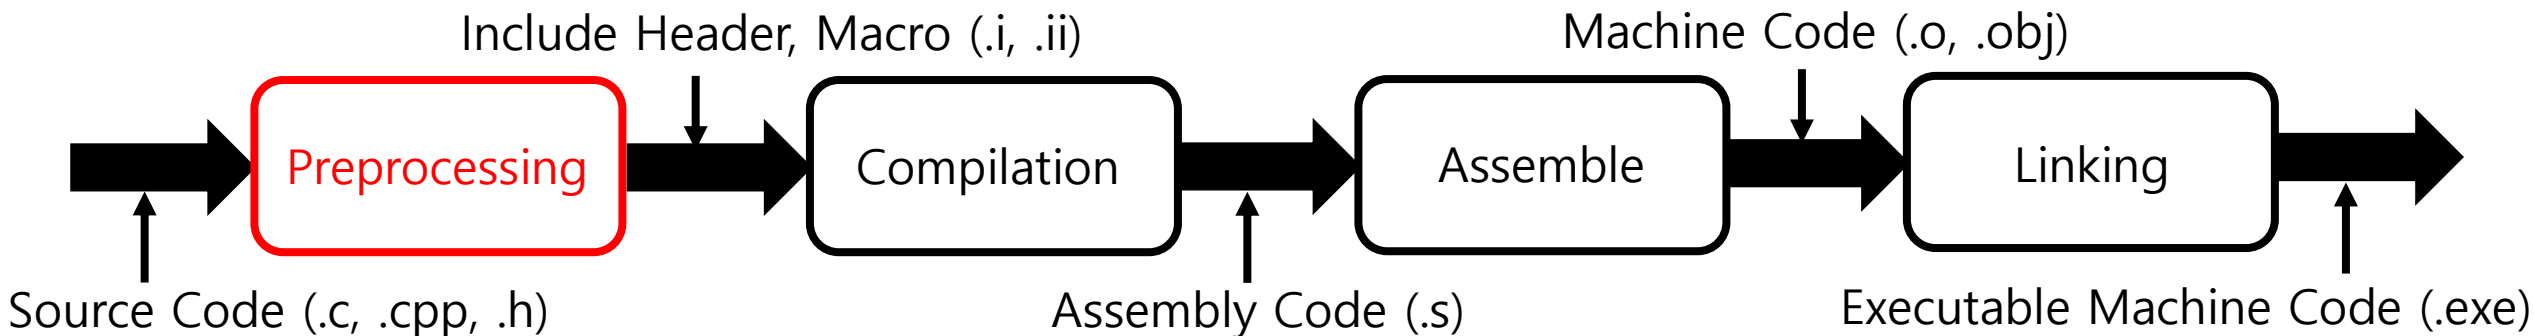 Include Header, Macro (.i, .ii)
Machine Code (.o, .obj)
Preprocessing
Compilation
Assemble
Linking
Source Code (.c, .cpp, .h)
Assembly Code (.s)
Executable Machine Code (.exe)